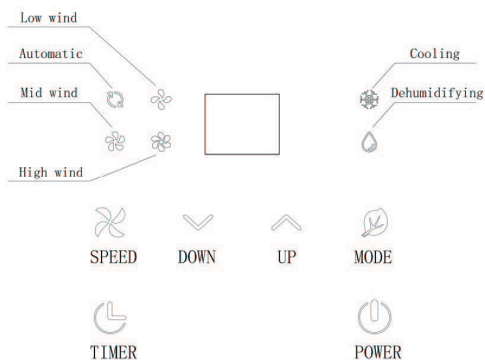 Low wind
Automatic
Cooling
Mid wind
Dehumidifying
High wind
SPEED
DOWN
UP
MODE
TIMER
POWER